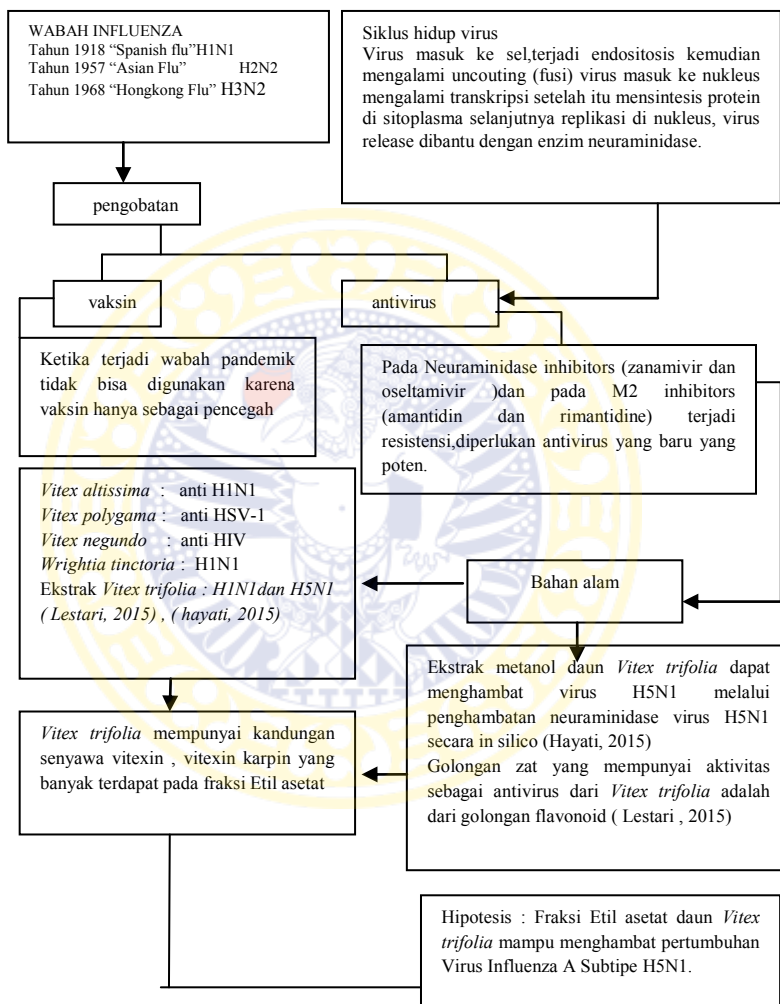 WABAH INFLUENZA
Tahun 1918 “Spanish flu”H1N1
Tahun 1957 “Asian Flu” H2N2
Tahun 1968 “Hongkong Flu” H3N2
Siklus hidup virus
Virus masuk ke sel,terjadi endositosis kemudian
mengalami uncouting (fusi) virus masuk ke nukleus
mengalami transkripsi setelah itu mensintesis protein
di sitoplasma selanjutnya replikasi di nukleus, virus
release dibantu dengan enzim neuraminidase.
pengobatan
vaksin
antivirus
Ketika terjadi wabah pandemik
tidak bisa digunakan karena
vaksin hanya sebagai pencegah
Pada Neuraminidase inhibitors (zanamivir dan
oseltamivir )dan pada M2 inhibitors
(amantidin dan rimantidine) terjadi
resistensi,diperlukan antivirus yang baru yang
poten.
Vitex altissima : anti H1N1
Vitex polygama : anti HSV-1
Vitex negundo : anti HIV
Wrightia tinctoria : H1N1
Ekstrak Vitex trifolia : H1N1dan H5N1
( Lestari, 2015) , ( hayati, 2015)
Bahan alam
Ekstrak metanol daun Vitex trifolia dapat
menghambat virus H5N1 melalui
penghambatan neuraminidase virus H5N1
secara in silico (Hayati, 2015)
Golongan zat yang mempunyai aktivitas
sebagai antivirus dari Vitex trifolia adalah
dari golongan flavonoid ( Lestari , 2015)
Vitex trifolia mempunyai kandungan
senyawa vitexin , vitexin karpin yang
banyak terdapat pada fraksi Etil asetat
Hipotesis : Fraksi Etil asetat daun Vitex
trifolia mampu menghambat pertumbuhan
Virus Influenza A Subtipe H5N1.